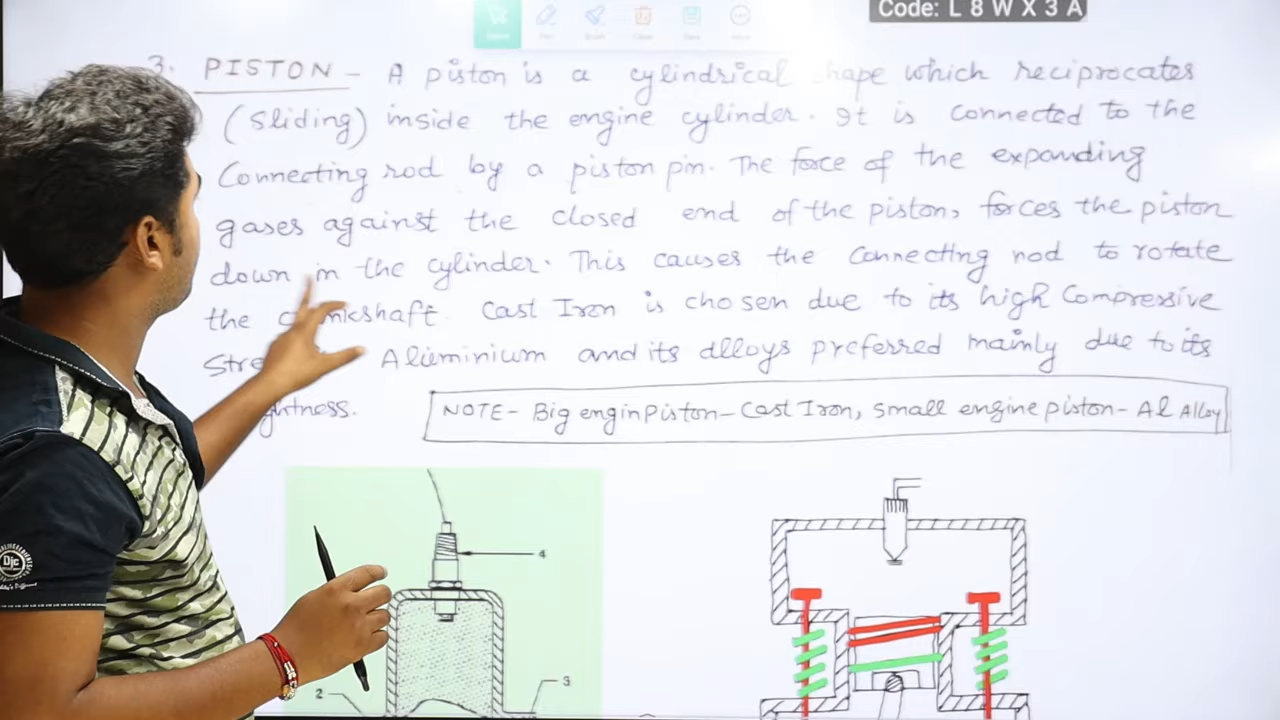 Code: L 8 W X 3 A
3. PISTON - A piston is a cylindrical hape which reciprocates
(Sliding) inside the engine cylinder. It is connected to the
Connecting rod by a piston pin. The force of the expanding
gases against the closed end of the piston, forces the piston
down in the cylinder. This causes the connecting rod to rotate
the crankshaft. Cast Iron is chosen due to its high Compressive
Stre Aluminium and its alloys preferred mainly due to its
ghtness.
NOTE - Big engin Piston - Cast Iron, Small engine piston - Al Alloy
4
2
3
Djc